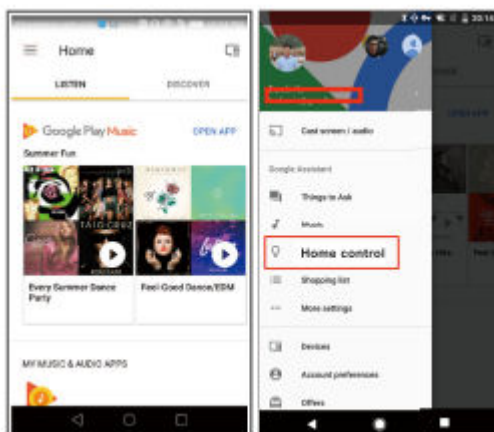 Home
LISTEN
DISCOVER
Google Play Music
OPEN APP
Summer Fun
TAIO CRUZ
Every Summer Dance
Party
Feel Good Dance/EDM
MY MUSIC & AUDIO APPS
20:14
Cast screen / audio
Google Assistant
Things to Ask
Music
Home control
Shopping list
More settings
Devices
Account preferences
Offers